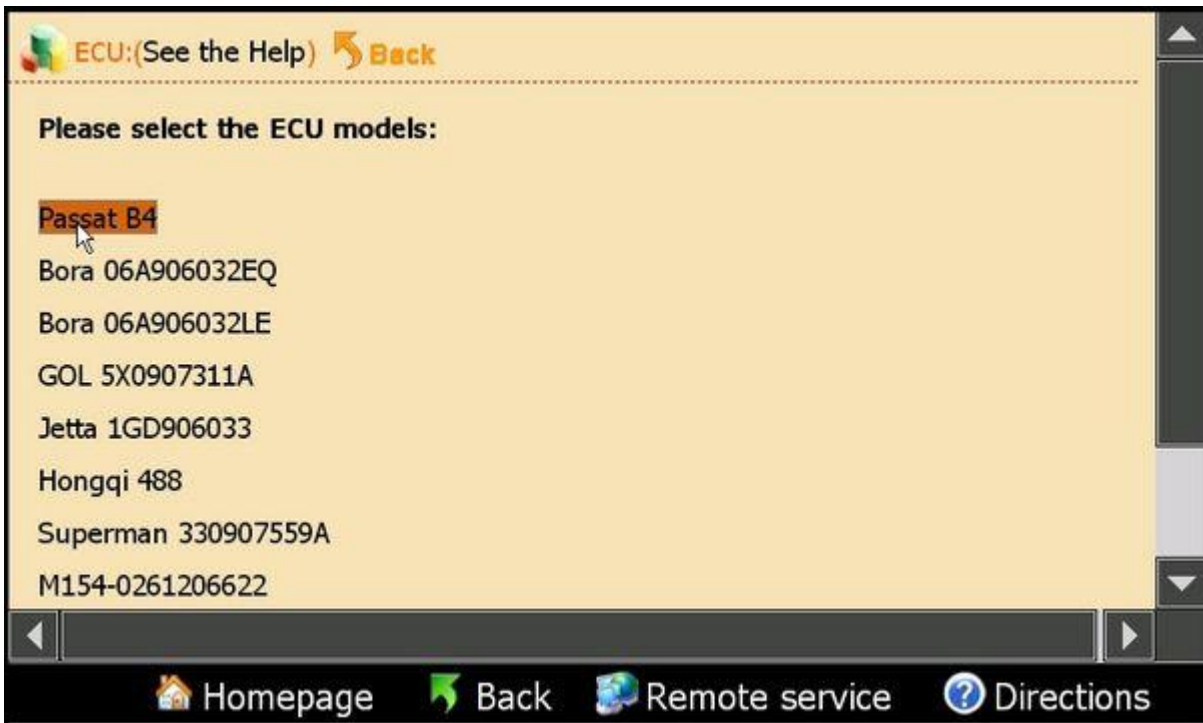 ECU:(See the Help) Back
Please select the ECU models:
Passat B4
Bora 06A906032EQ
Bora 06A906032LE
GOL 5X0907311A
Jetta 1GD906033
Hongqi 488
Superman 330907559A
M154-0261206622
Homepage Back Remote service Directions